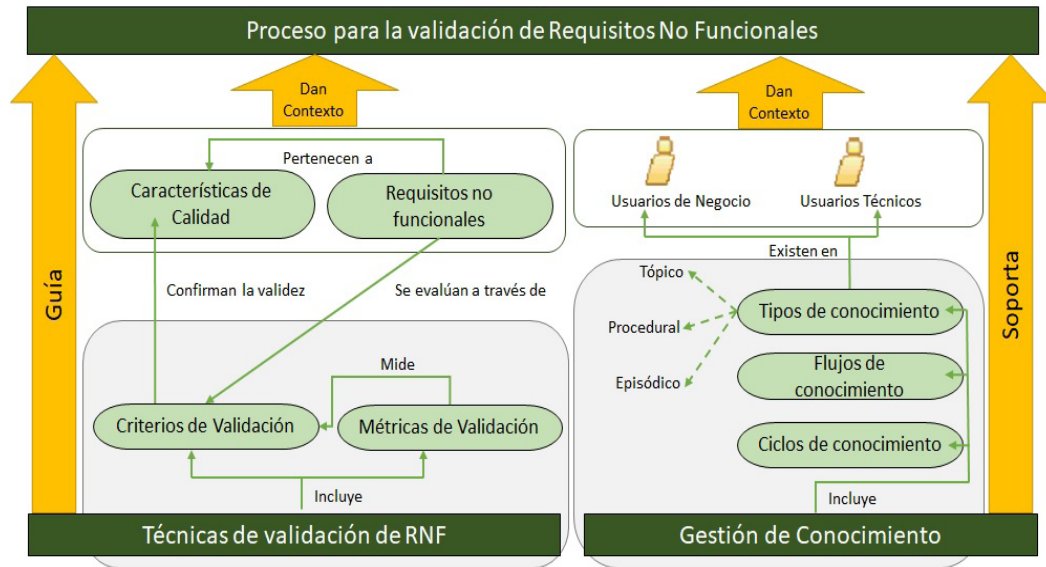 Proceso para la validación de Requisitos No Funcionales
Dan
Contexto
Dan
Contexto
Guía
Soporta
Pertenecen a
Características de
Calidad
Requisitos no
funcionales
Usuarios de Negocio
Usuarios Técnicos
Confirman la validez
Se evalúan a través de
Existen en
Tópico
Procedural
Episódico
Tipos de conocimiento
Flujos de
conocimiento
Ciclos de conocimiento
Mide
Criterios de Validación
Métricas de Validación
Incluye
Incluye
Técnicas de validación de RNF
Gestión de Conocimiento